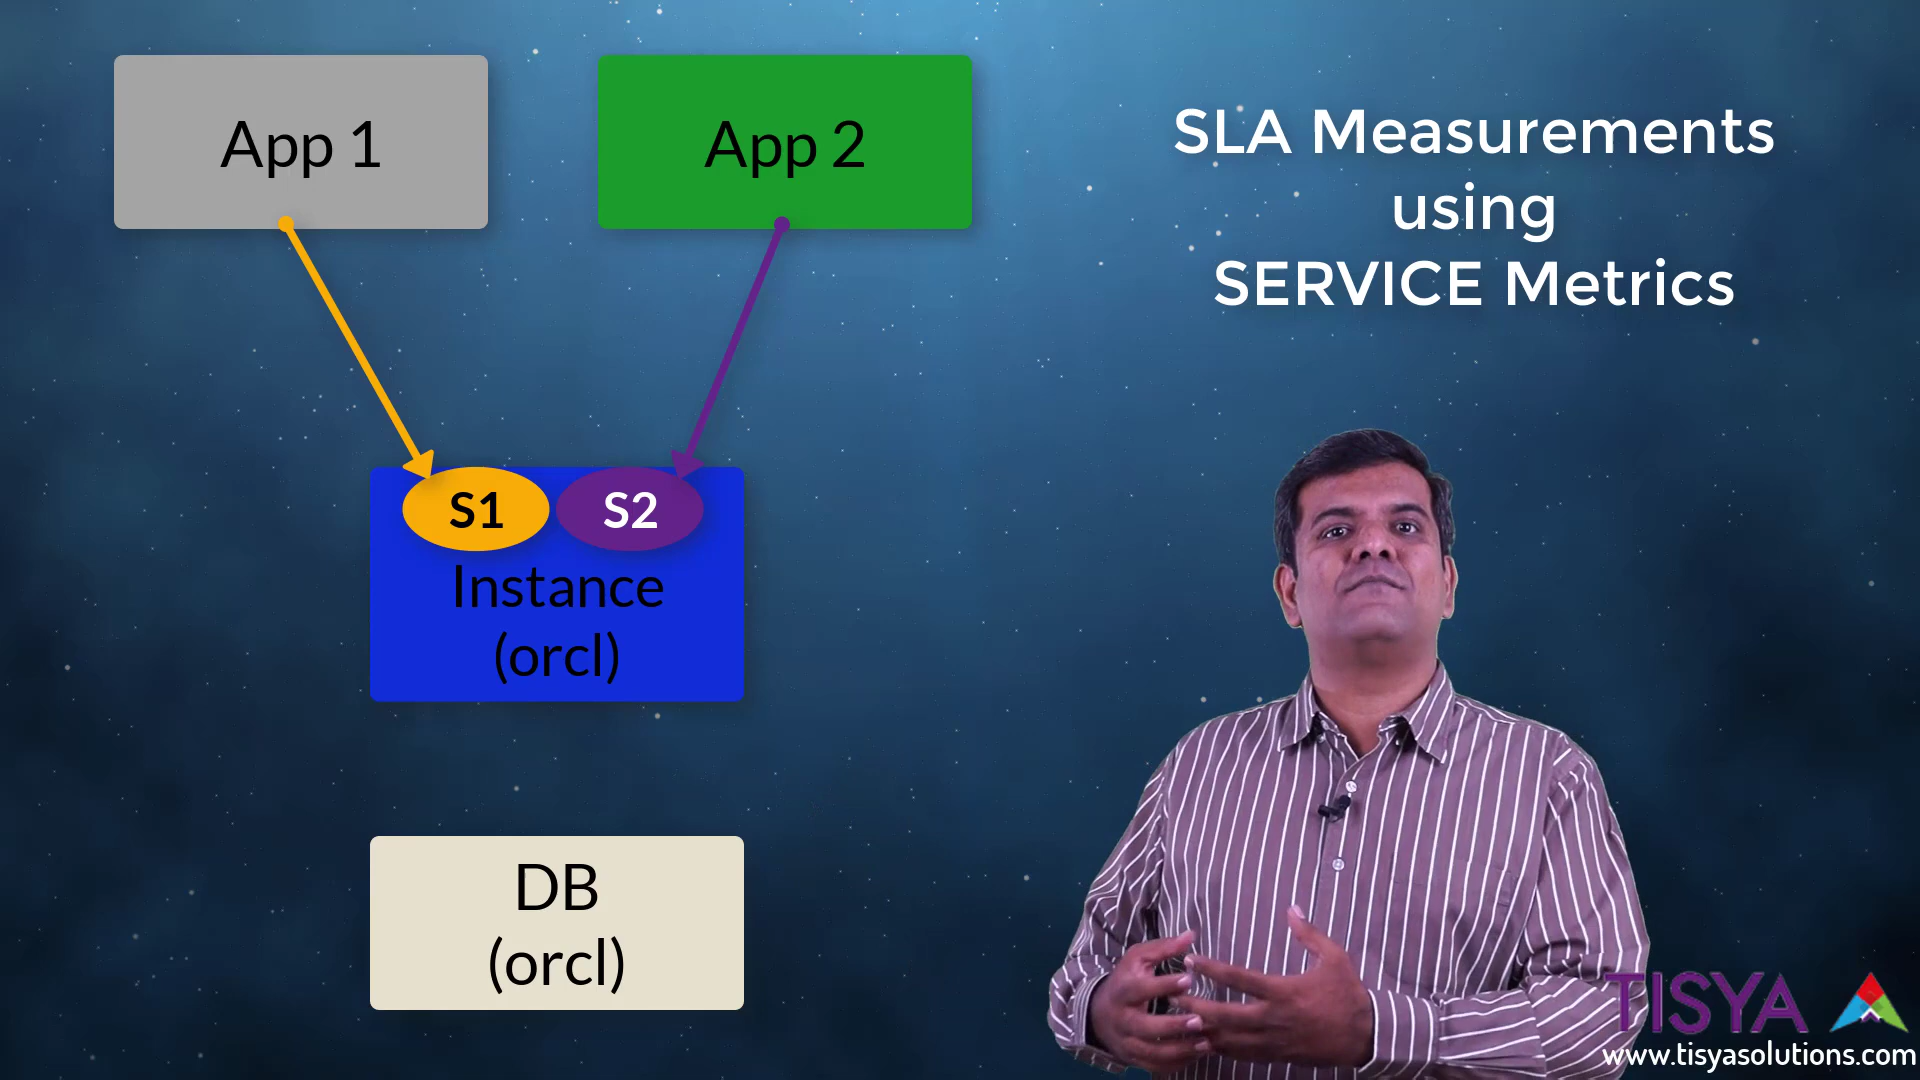 App 1
App 2
SLA Measurements
using
SERVICE Metrics
S1
S2
Instance
(orcl)
DB
(orcl)
TISYA
www.tisyasolutions.com